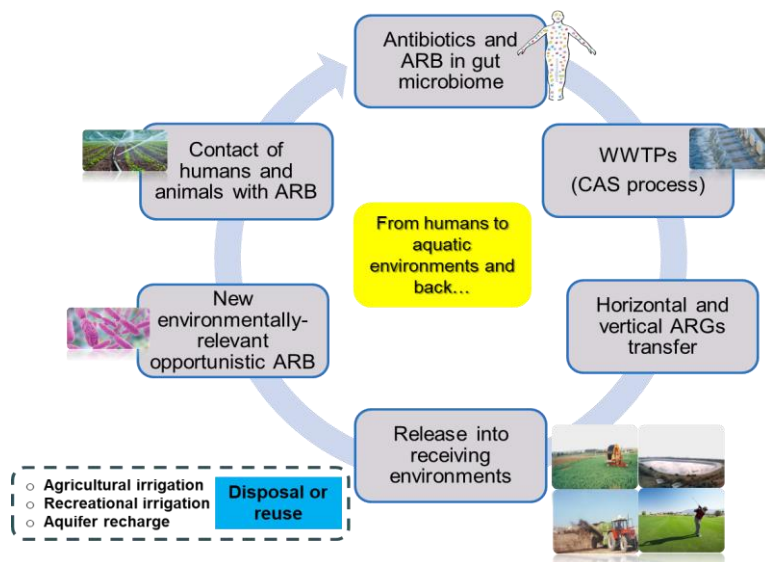 Antibiotics and
ARB in gut
microbiome
WWTPs
(CAS process)
Horizontal and
vertical ARGs
transfer
Release into
receiving
environments
New
environmentally-
relevant
opportunistic ARB
Contact of
humans and
animals with ARB
From humans to
aquatic
environments and
back...
o Agricultural irrigation
o Recreational irrigation
o Aquifer recharge
Disposal or
reuse